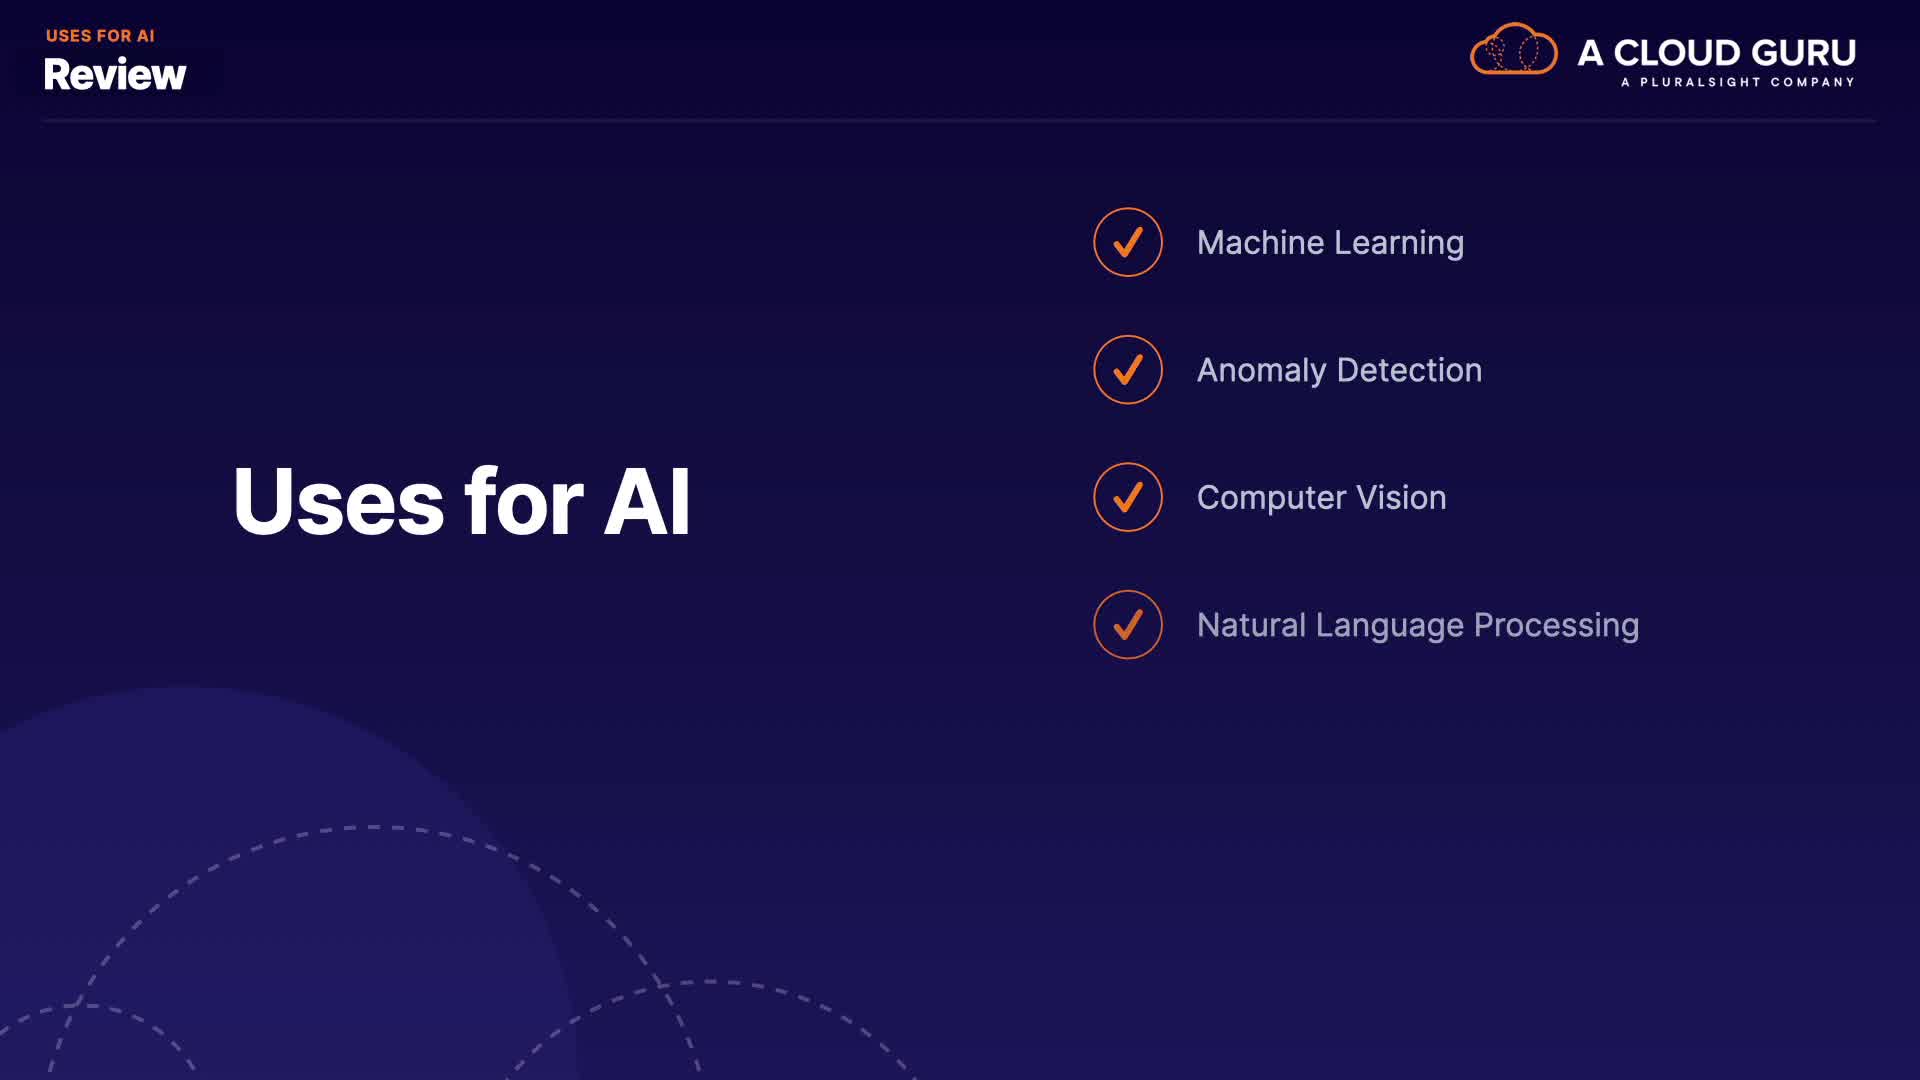 USES FOR AI
Review
A CLOUD GURU
A PLURALSIGHT COMPANY
Uses for AI
Machine Learning
Anomaly Detection
Computer Vision
Natural Language Processing